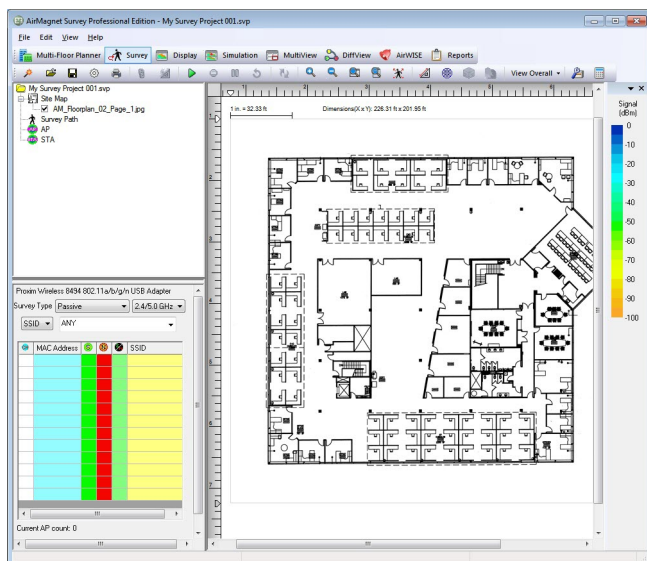 AirMagnet Survey Professional Edition - My Survey Project 001.svp
File Edit View Help
Multi-Floor Planner Survey Display Simulation MultiView DiffView AirWISE Reports
View Overall
My Survey Project 001.svp
Site Map
AM_Floorplan_02_Page_1.jpg
Survey Path
AP
STA
1 in. = 32.33 ft Dimensions(X x Y): 226.31 ft x 201.95 ft
Signal
(dBm)
0
-10
-20
-30
-40
-50
-60
-70
-80
-90
-100
Proxim Wireless 8494 802.11a/b/g/n USB Adapter
Survey Type Passive 2.4/5.0 GHz
SSID ANY
MAC Address SSID
Current AP count: 0